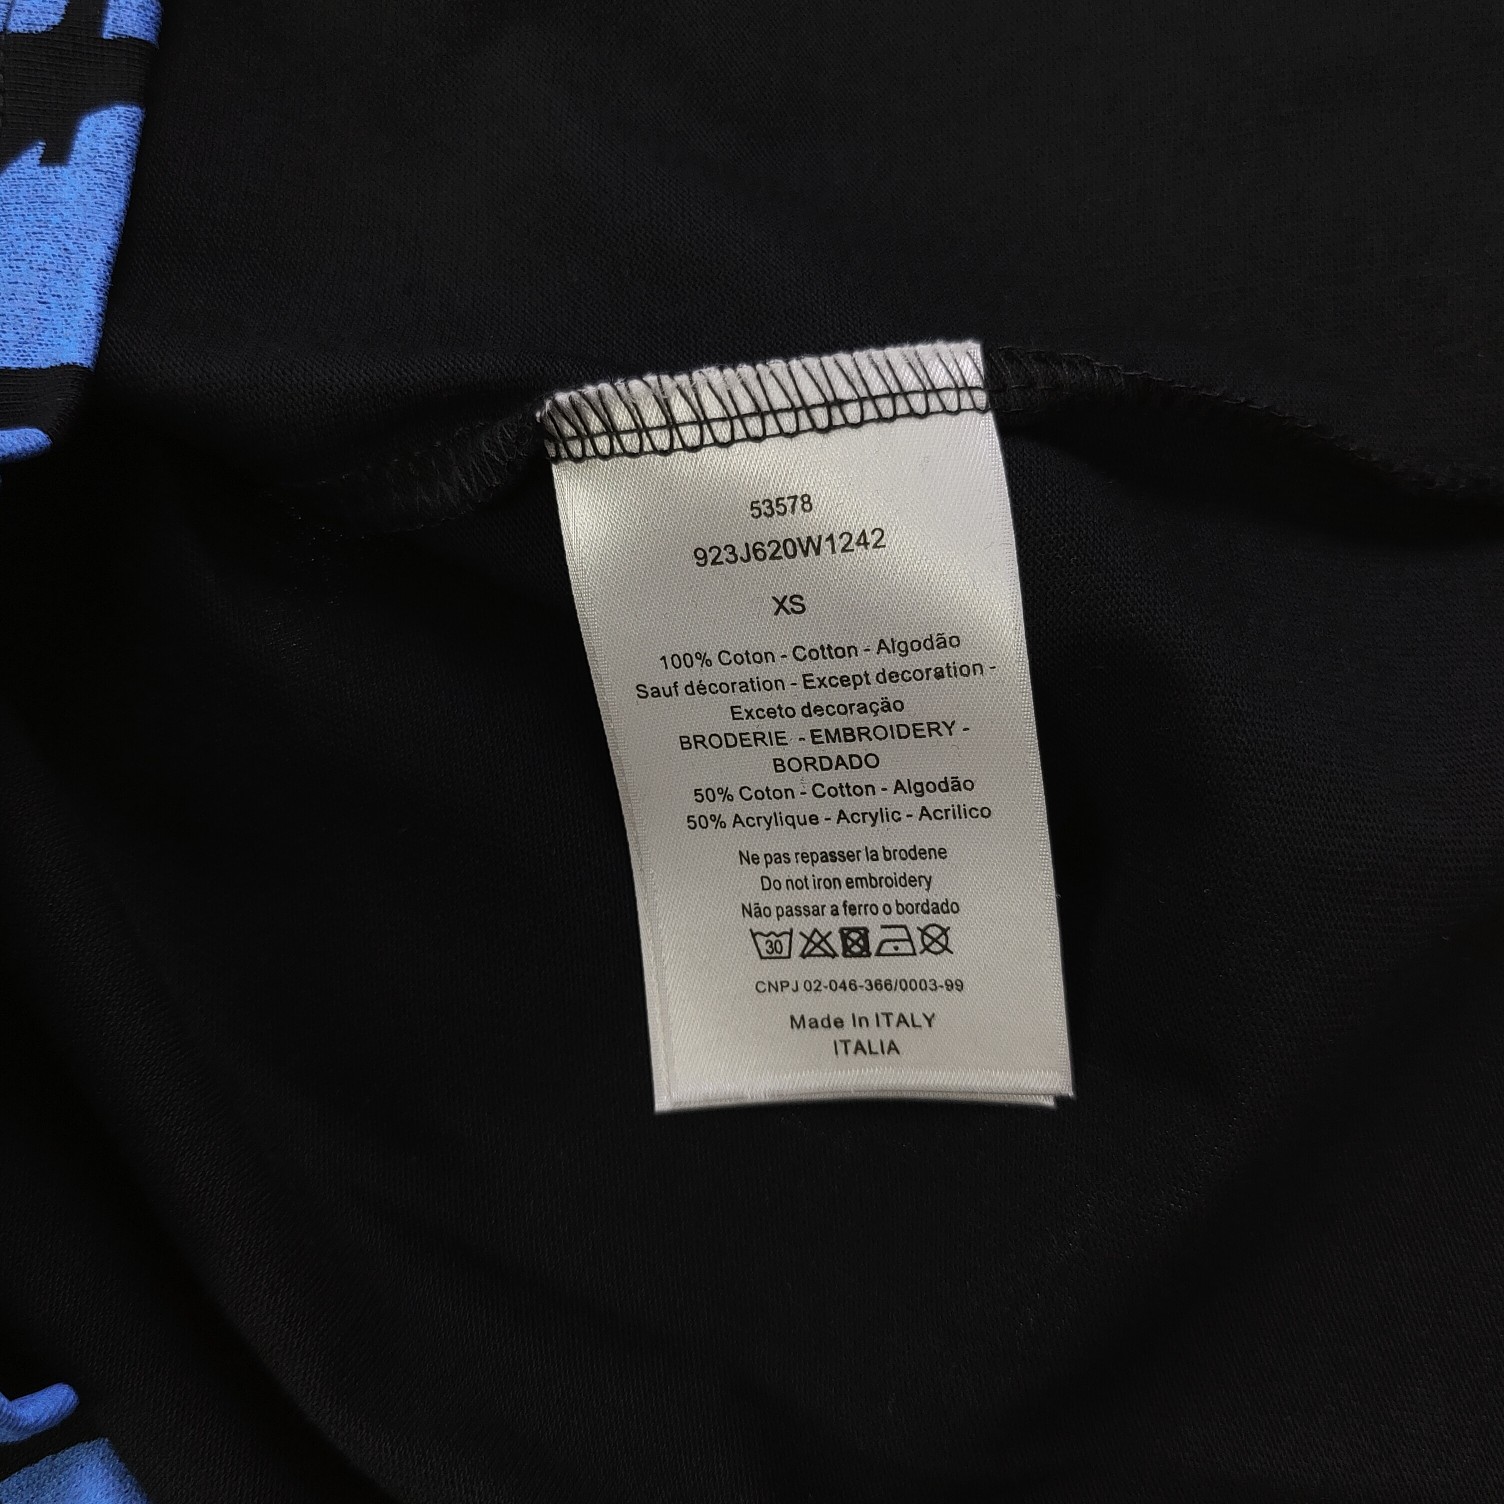 53578
923J620W1242
XS
100% Coton - Cotton - Algodão
Sauf décoration - Except decoration -
Exceto decoraçäo
BRODERIE - EMBROIDERY -
BORDADO
50% Coton - Cotton - Algodão
50% Acrylique - Acrylic - Acrilico
Ne pas repasser la brodene
Do not iron embroidery
Não passar a ferro o bordado
30
CNPJ 02-046-366/0003-99
Made In ITALY
ITALIA